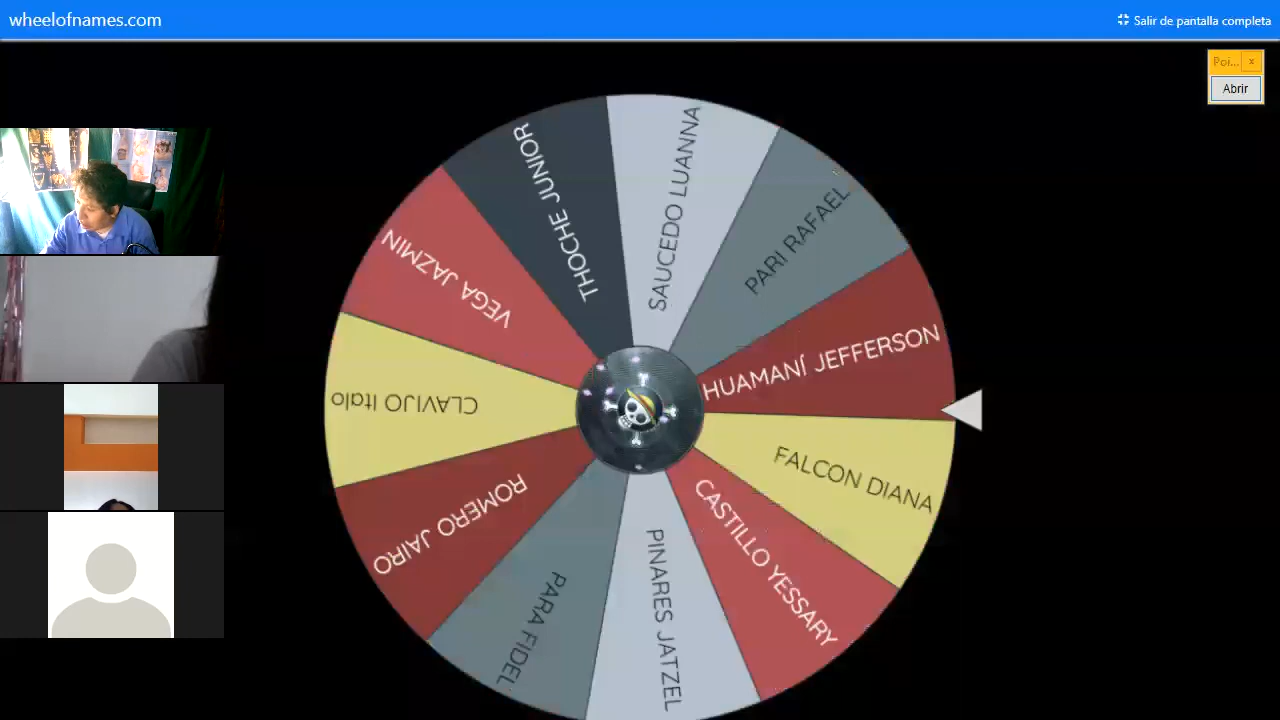 wheelofnames.com
Salir de pantalla completa
Poi... x
Abrir
THOCHE JUNIOR
SAUCEDO LUANNA
PARI RAFAEL
HUAMANÍ JEFFERSON
FALCON DIANA
CASTILLO YESSARY
PINARES JATZEL
PARA FIDEL
ROMERO JAIRO
CLAVIJO Italo
VEGA JAZMIN